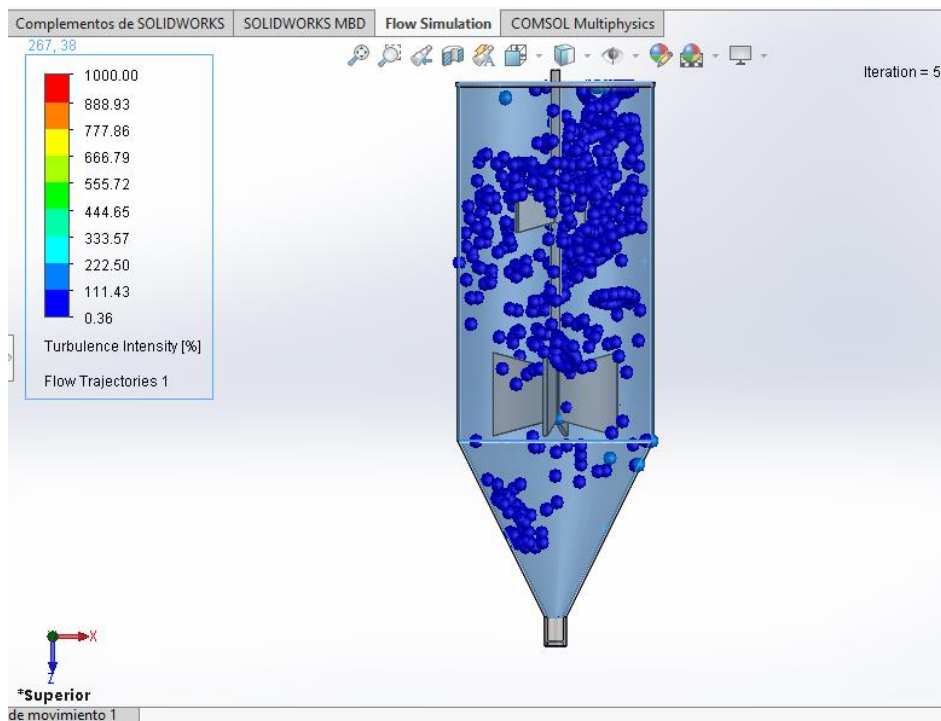 Complementos de SOLIDWORKS SOLIDWORKS MBD Flow Simulation COMSOL Multiphysics
267, 38
Iteration = 5
1000.00
888.93
777.86
666.79
555.72
444.65
333.57
222.50
111.43
0.36
Turbulence Intensity [%]
Flow Trajectories 1
X
Z
*Superior
de movimiento 1